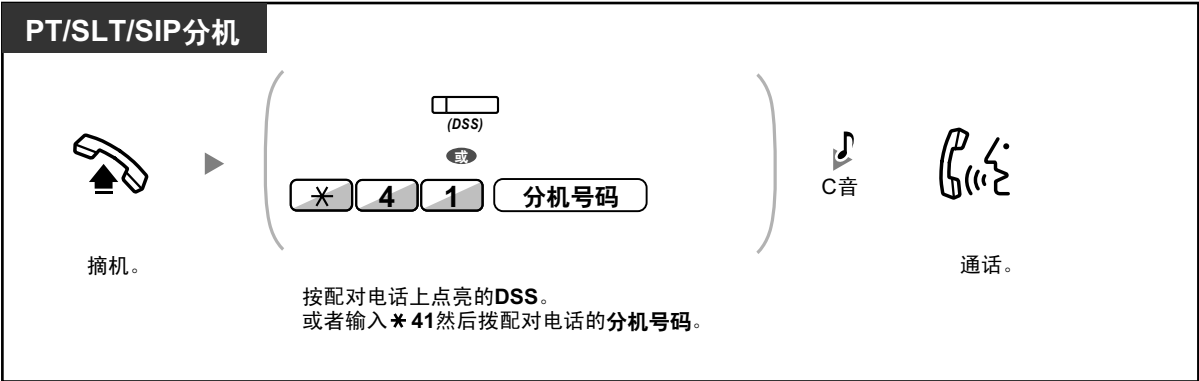 PT/SLT/SIP分机
(DSS)
或
* 4 1 分机号码
C音
摘机。
通话。
按配对电话上点亮的DSS。
或者输入*41然后拨配对电话的分机号码。